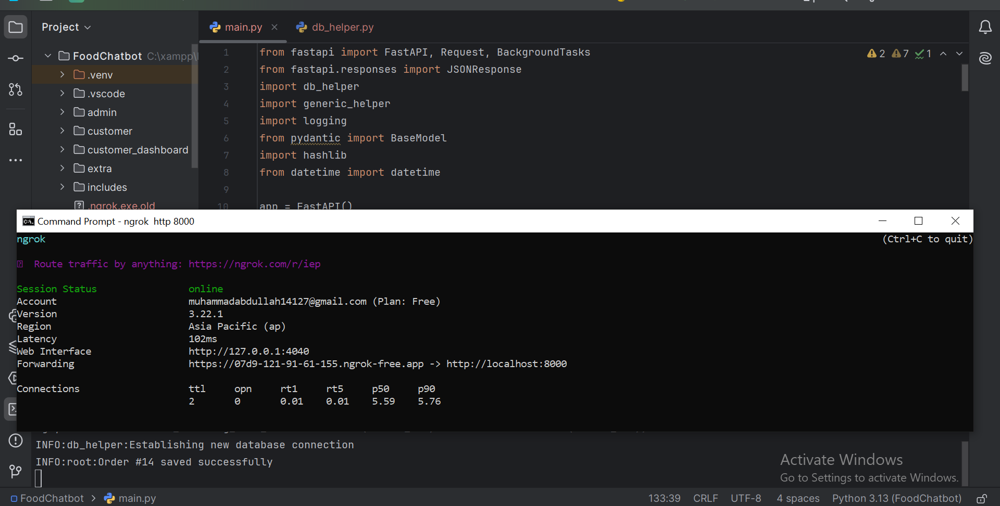 Project
main.py
db_helper.py
FoodChatbot C:\xampp\
.venv
.vscode
admin
customer
customer_dashboard
extra
includes
.ngrok.exe.old
1 from fastapi import FastAPI, Request, BackgroundTasks
2 from fastapi.responses import JSONResponse
3 import db_helper
4 import generic_helper
5 import logging
6 from pydantic import BaseModel
7 import hashlib
8 from datetime import datetime
9
10 app = FastAPI()
2 7 1
Command Prompt - ngrok http 8000
ngrok (Ctrl+C to quit)
Route traffic by anything: https://ngrok.com/r/iep
Session Status online
Account muhammadabdullah14127@gmail.com (Plan: Free)
Version 3.22.1
Region Asia Pacific (ap)
Latency 102ms
Web Interface http://127.0.0.1:4040
Forwarding https://07d9-121-91-61-155.ngrok-free.app -> http://localhost:8000
Connections ttl opn rt1 rt5 p50 p90
2 0 0.01 0.01 5.59 5.76
INFO:db_helper:Establishing new database connection
INFO:root:Order #14 saved successfully
Activate Windows
Go to Settings to activate Windows.
FoodChatbot > main.py
133:39 CRLF UTF-8 4 spaces Python 3.13 (FoodChatbot)